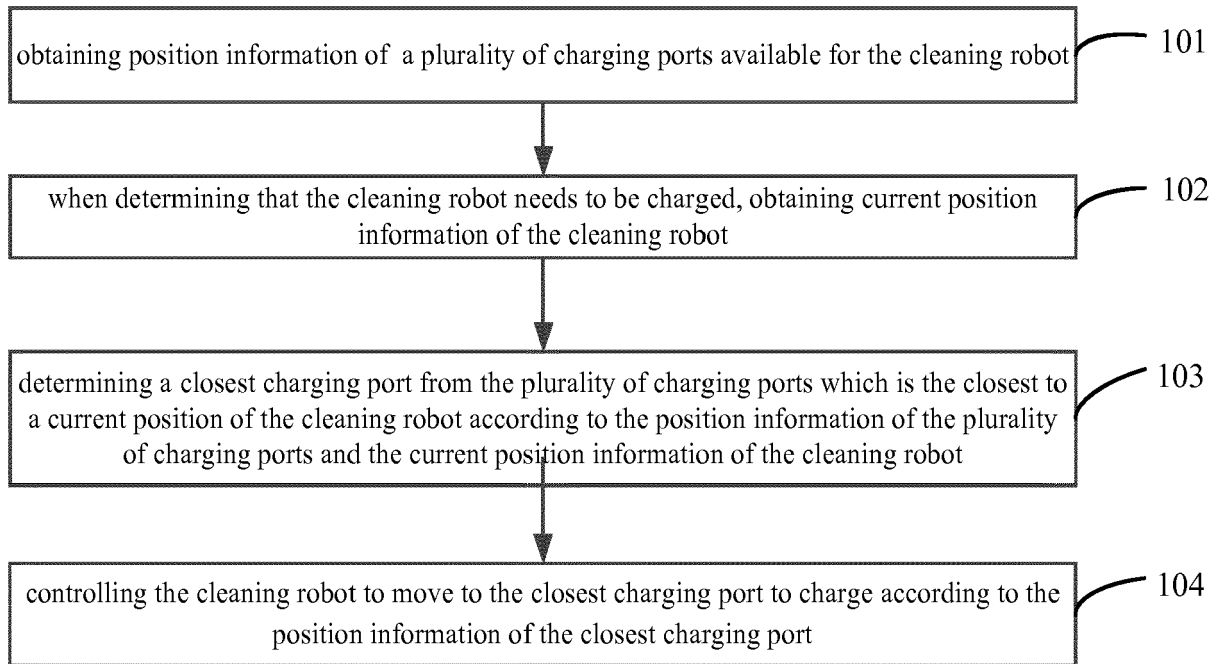 obtaining position information of a plurality of charging ports available for the cleaning robot
101
when determining that the cleaning robot needs to be charged, obtaining current position
information of the cleaning robot
102
determining a closest charging port from the plurality of charging ports which is the closest to
a current position of the cleaning robot according to the position information of the plurality
of charging ports and the current position information of the cleaning robot
103
controlling the cleaning robot to move to the closest charging port to charge according to the
position information of the closest charging port
104